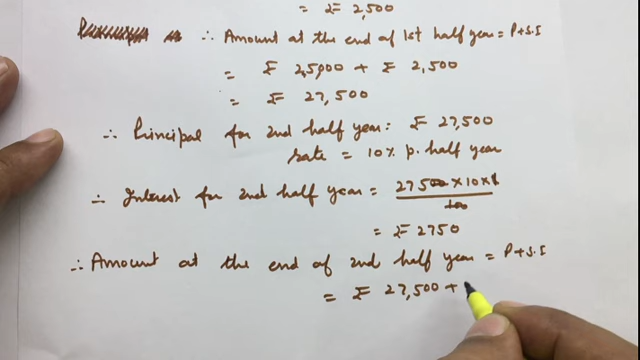 = ₹ 2,500
∴ Amount at the end of 1st half year = P+S.I
= ₹ 25,000 + ₹ 2,500
= ₹ 27,500
∴ Principal for 2nd half year: ₹ 27,500
rate = 10% p. half year
∴ Interest for 2nd half year = 27500 × 10 × 1
100
= ₹ 2750
∴ Amount at the end of 2nd half year = P+S.I
= ₹ 27,500 +